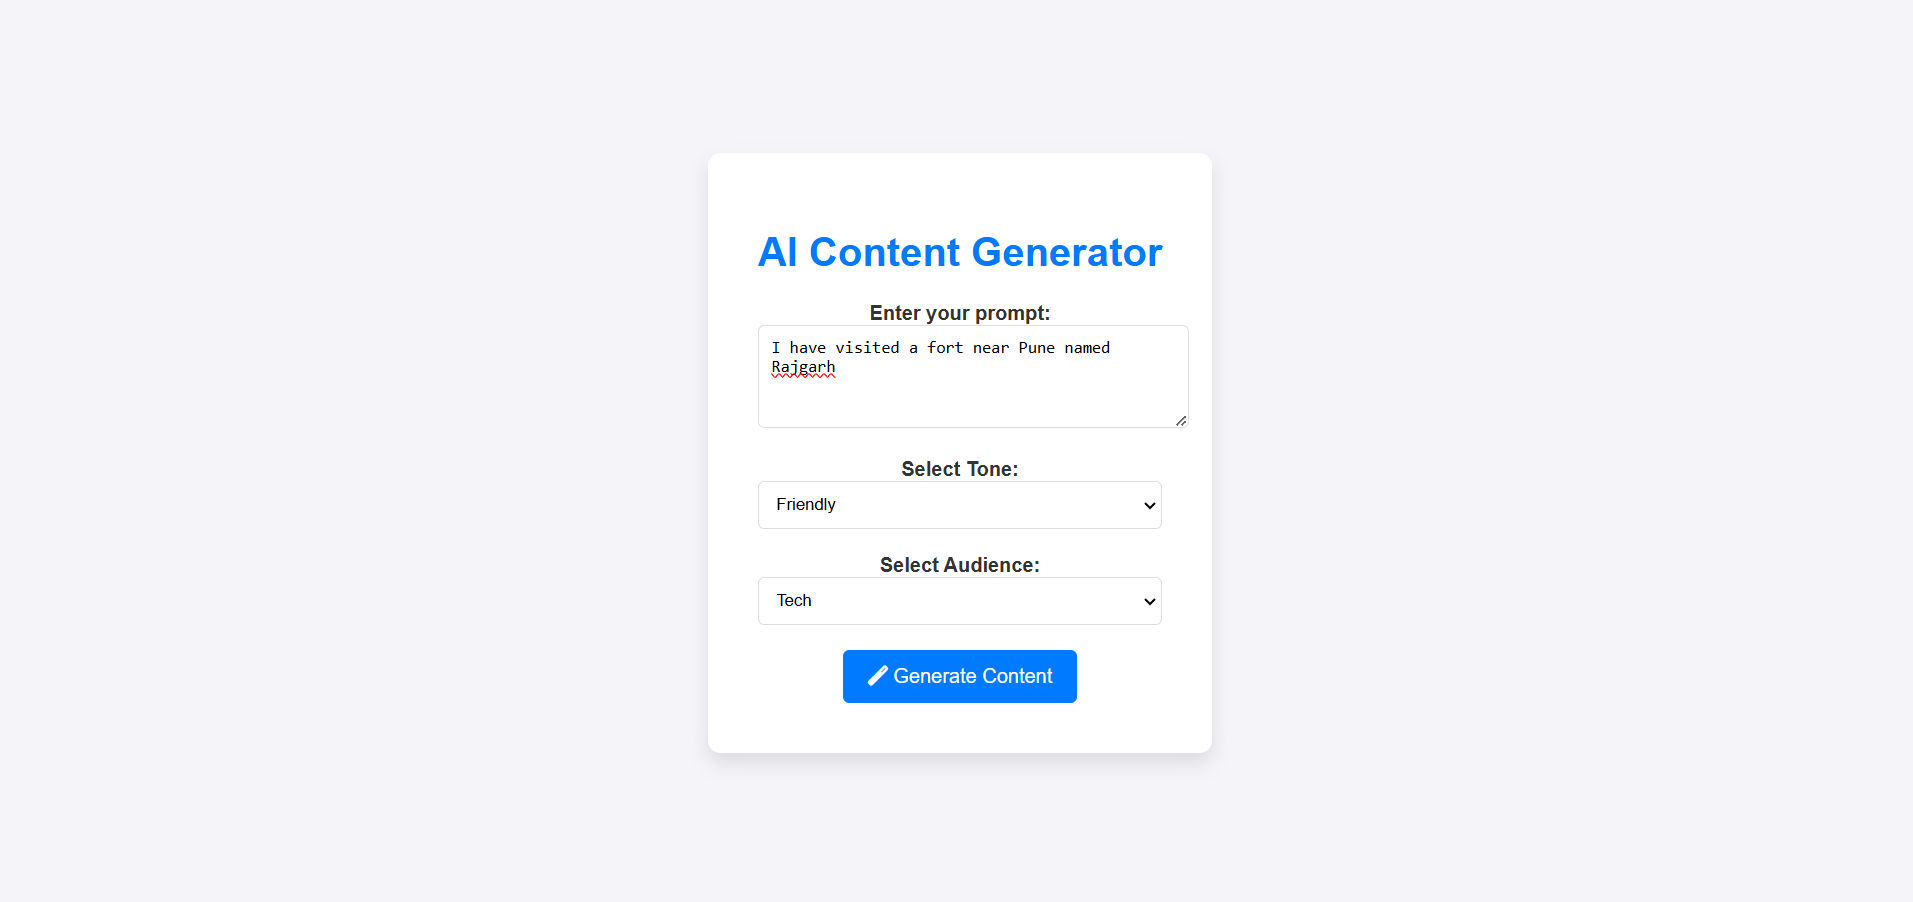 AI Content Generator
Enter your prompt:
I have visited a fort near Pune named
Rajgarh
Select Tone:
Friendly
Select Audience:
Tech
Generate Content